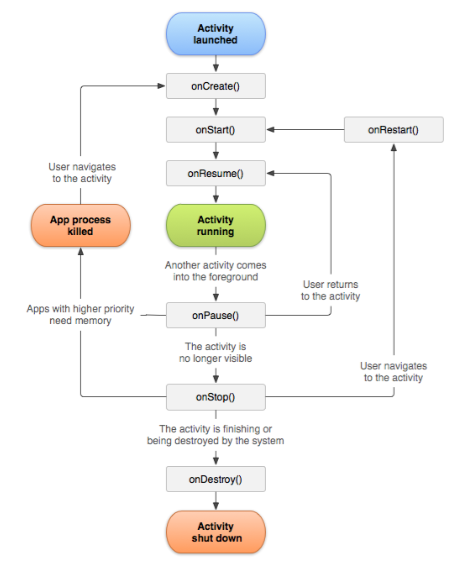 Activity
launched
onCreate()
onStart()
onRestart()
User navigates
to the activity
onResume()
App process
killed
Activity
running
Another activity comes
into the foreground
User returns
to the activity
Apps with higher priority
need memory
onPause()
The activity is
no longer visible
User navigates
to the activity
onStop()
The activity is finishing or
being destroyed by the system
onDestroy()
Activity
shut down